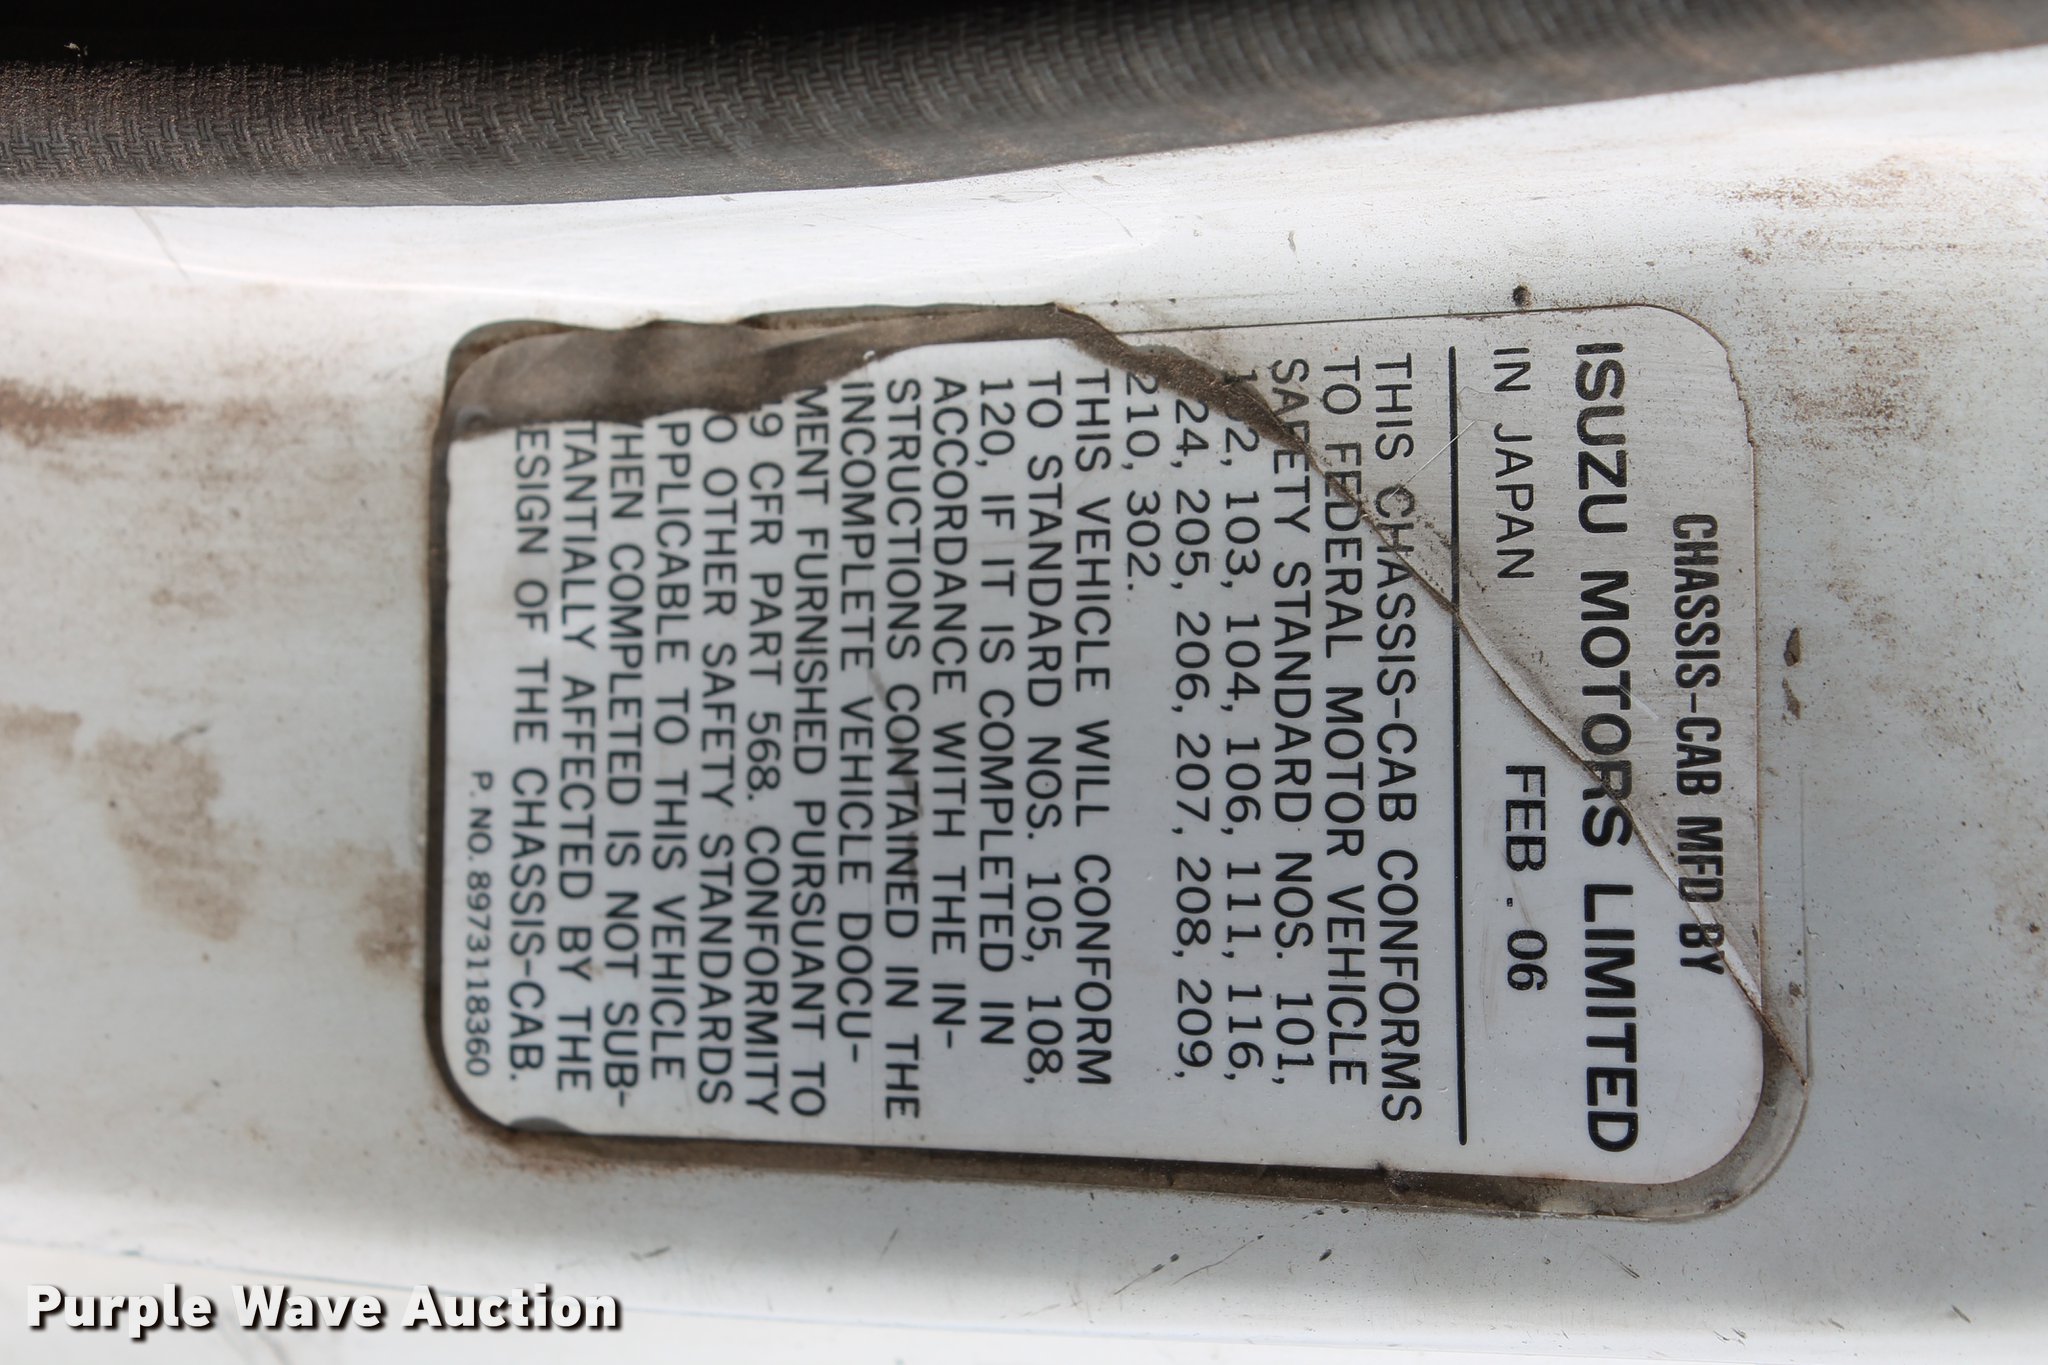 CHASSIS-CAB MFD BY
ISUZU MOTORS LIMITED
IN JAPAN FEB. 06
THIS CHASSIS-CAB CONFORMS
TO FEDERAL MOTOR VEHICLE
SAFETY STANDARD NOS. 101,
102, 103, 104, 106, 111, 116,
124, 205, 206, 207, 208, 209,
210, 302.
THIS VEHICLE WILL CONFORM
TO STANDARD NOS. 105, 108,
120, IF IT IS COMPLETED IN
ACCORDANCE WITH THE IN-
STRUCTIONS CONTAINED IN THE
INCOMPLETE VEHICLE DOCU-
MENT FURNISHED PURSUANT TO
9 CFR PART 568. CONFORMITY
O OTHER SAFETY STANDARDS
PPLICABLE TO THIS VEHICLE
HEN COMPLETED IS NOT SUB-
TANTIALLY AFFECTED BY THE
ESIGN OF THE CHASSIS-CAB.
P. NO. 8973118360
Purple Wave Auction